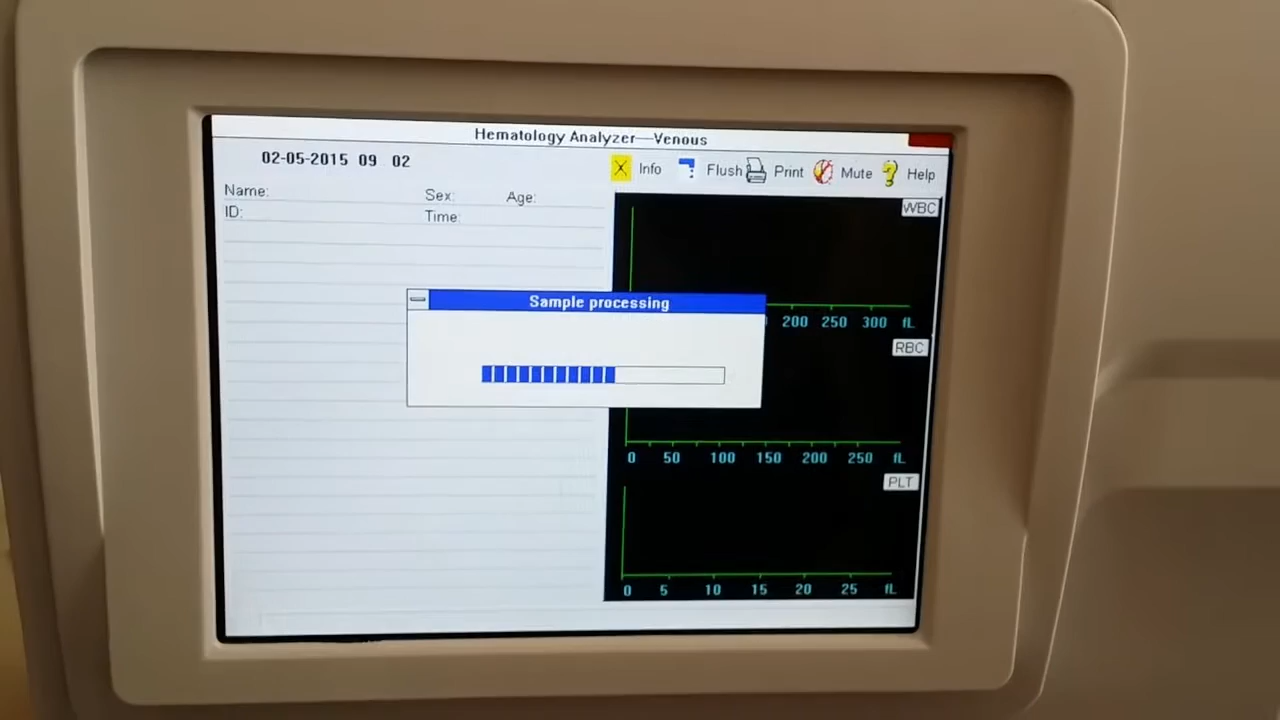 Hematology Analyzer—Venous
02-05-2015 09 02
Info Flush Print Mute Help
Name: Sex: Age:
ID: Time:
WBC
Sample processing
200 250 300 fL
RBC
0 50 100 150 200 250 fL
PLT
0 5 10 15 20 25 fL